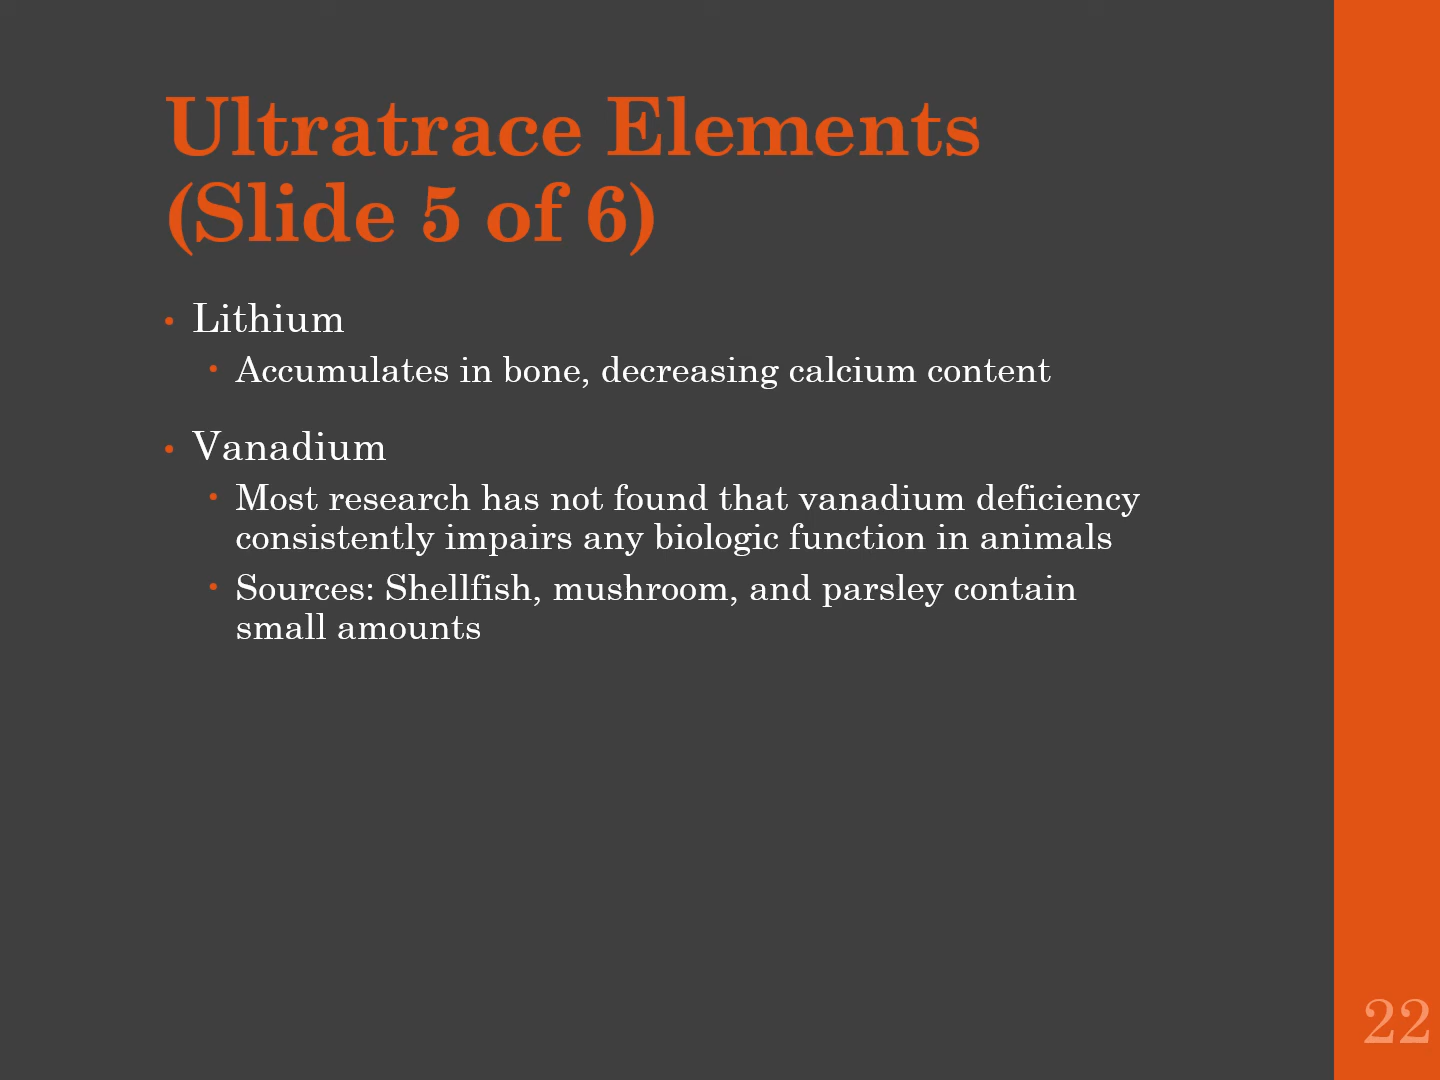 Ultratrace Elements
(Slide 5 of 6)
• Lithium
• Accumulates in bone, decreasing calcium content
• Vanadium
• Most research has not found that vanadium deficiency
consistently impairs any biologic function in animals
• Sources: Shellfish, mushroom, and parsley contain
small amounts
22